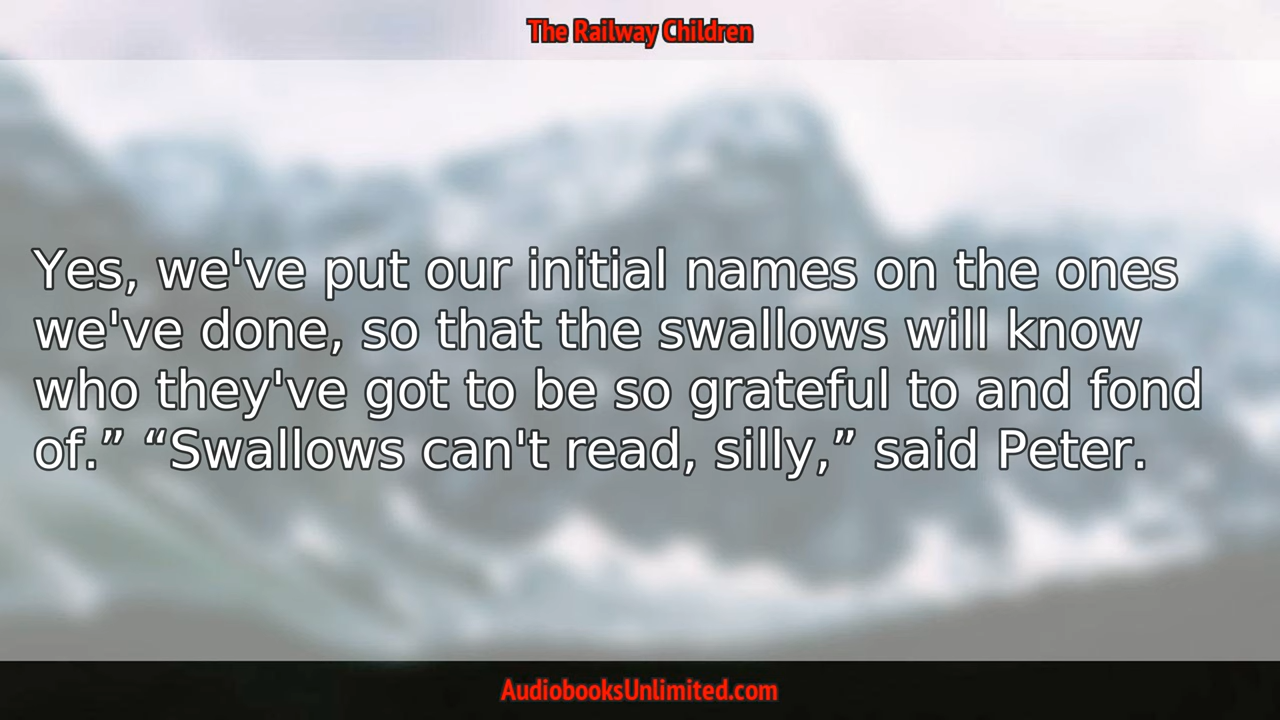 The Railway Children
Yes, we've put our initial names on the ones
we've done, so that the swallows will know
who they've got to be so grateful to and fond
of.” “Swallows can't read, silly,” said Peter.
AudiobooksUnlimited.com